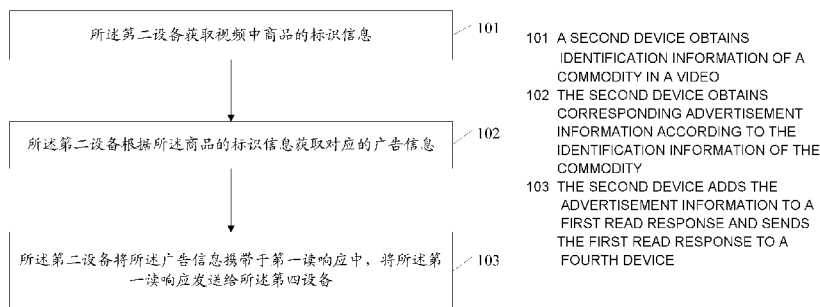 所述第二设备获取视频中商品的标识信息
101
所述第二设备根据所述商品的标识信息获取对应的广告信息
102
所述第二设备将所述广告信息携带于第一读响应中，将所述第
一读响应发送给所述第四设备
103
101 A SECOND DEVICE OBTAINS
IDENTIFICATION INFORMATION OF A
COMMODITY IN A VIDEO
102 THE SECOND DEVICE OBTAINS
CORRESPONDING ADVERTISEMENT
INFORMATION ACCORDING TO THE
IDENTIFICATION INFORMATION OF THE
COMMODITY
103 THE SECOND DEVICE ADDS THE
ADVERTISEMENT INFORMATION TO A
FIRST READ RESPONSE AND SENDS
THE FIRST READ RESPONSE TO A
FOURTH DEVICE